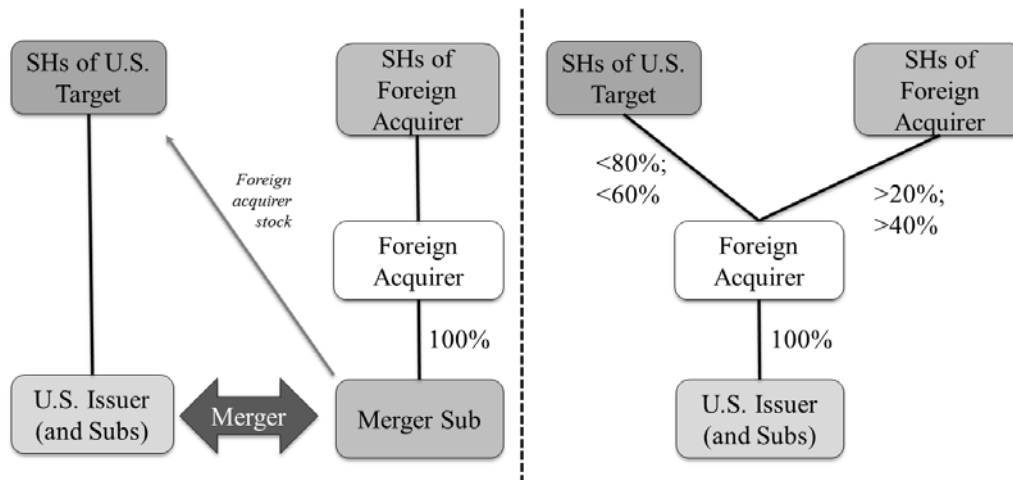 SHs of U.S.
Target
SHs of
Foreign
Acquirer
Foreign
acquirer
stock
Foreign
Acquirer
100%
U.S. Issuer
(and Subs)
Merger
Merger Sub
SHs of U.S.
Target
SHs of
Foreign
Acquirer
<80%;
<60%
>20%;
>40%
Foreign
Acquirer
100%
U.S. Issuer
(and Subs)